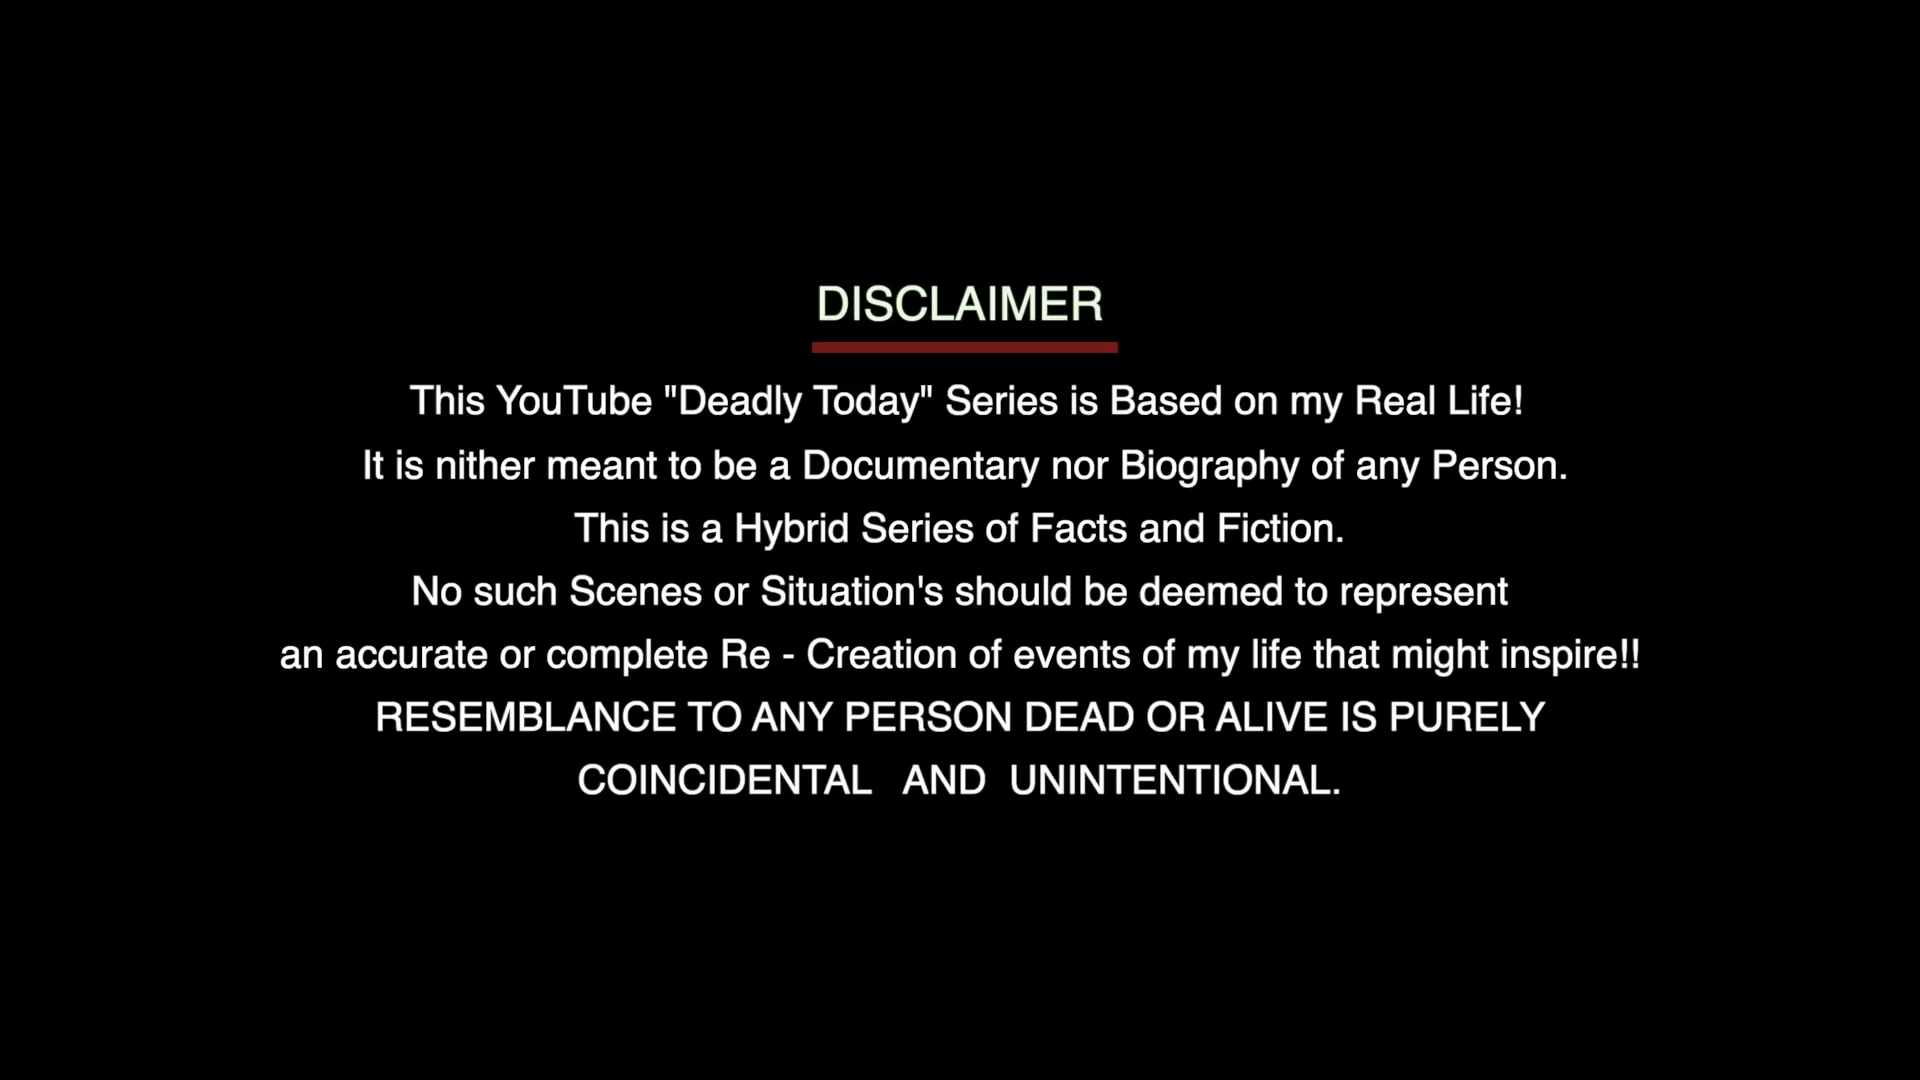 DISCLAIMER
This YouTube "Deadly Today" Series is Based on my Real Life!
It is nither meant to be a Documentary nor Biography of any Person.
This is a Hybrid Series of Facts and Fiction.
No such Scenes or Situation's should be deemed to represent
an accurate or complete Re - Creation of events of my life that might inspire!!
RESEMBLANCE TO ANY PERSON DEAD OR ALIVE IS PURELY
COINCIDENTAL AND UNINTENTIONAL.